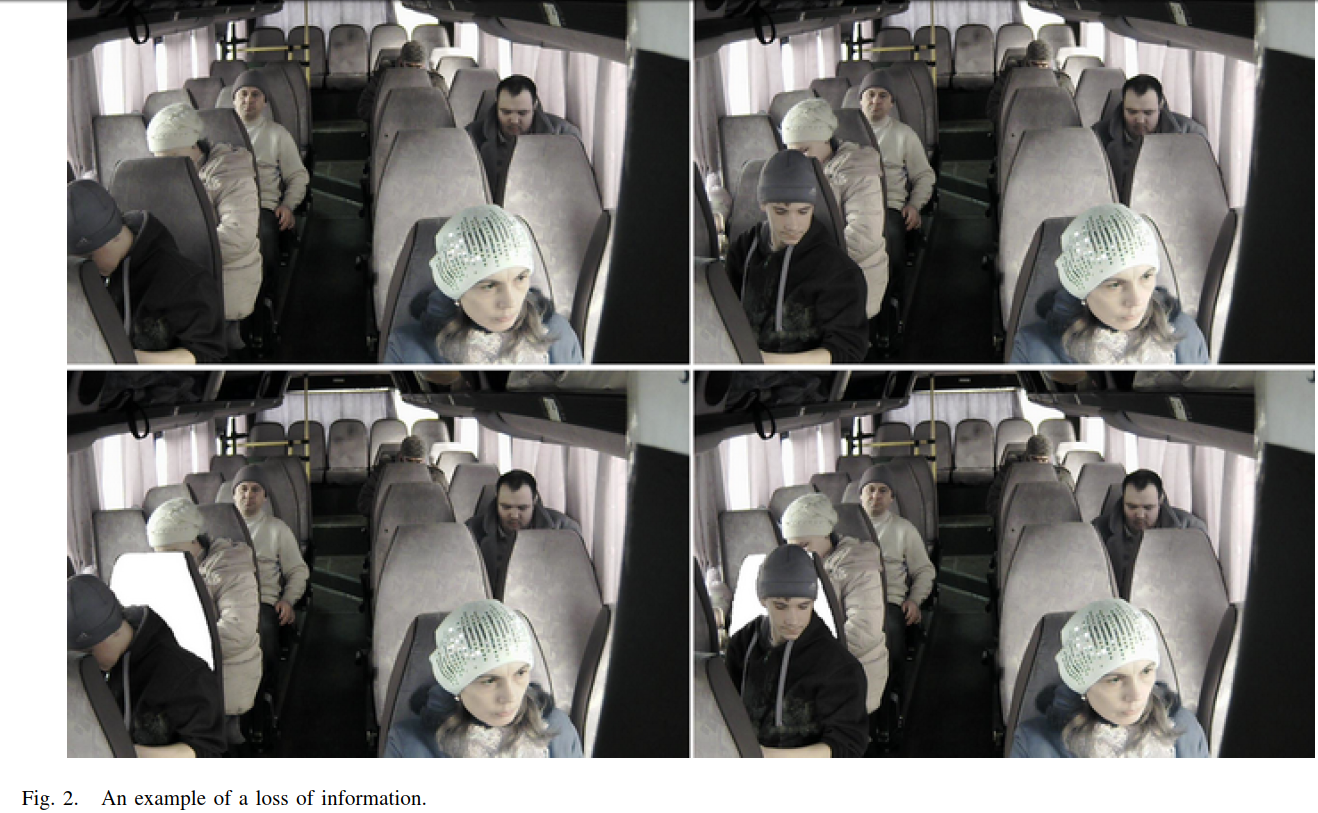 Fig. 2. An example of a loss of information.